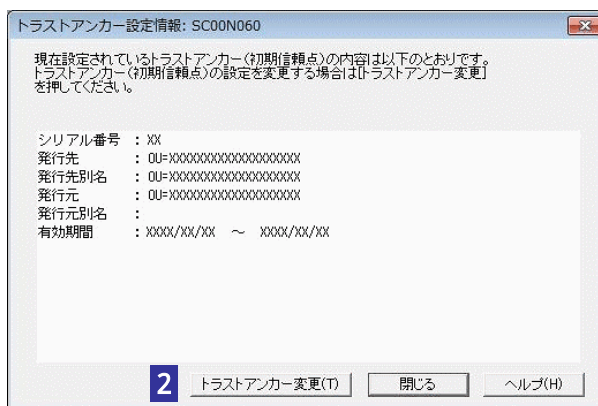 トラストアンカー設定情報: SC00N060
現在設定されているトラストアンカー(初期信頼点)の内容は以下のとおりです。
トラストアンカー(初期信頼点)の設定を変更する場合は[トラストアンカー変更]
を押してください。
シリアル番号 : XX
発行先 : OU=XXXXXXXXXXXXXXXXXXX
発行先別名 : OU=XXXXXXXXXXXXXXXXXXX
発行元 : OU=XXXXXXXXXXXXXXXXXXX
発行元別名 :
有効期間 : XXXX/XX/XX ～ XXXX/XX/XX
2 トラストアンカー変更(T) 閉じる ヘルプ(H)